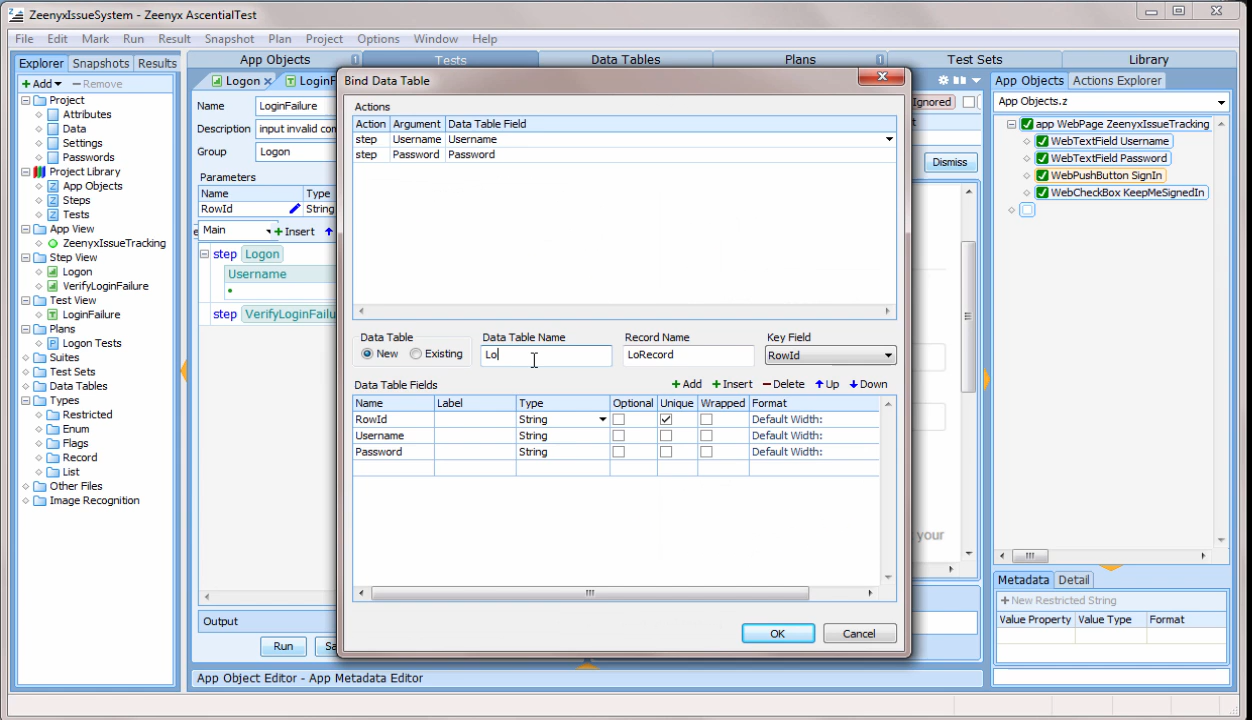 ZeenyxIssueSystem - Zeenyx AscentialTest
File Edit Mark Run Result Snapshot Plan Project Options Window Help
Explorer Snapshots Results
Add Remove
Project
Attributes
Data
Settings
Passwords
Project Library
App Objects
Steps
Tests
App View
ZeenyxIssueTracking
Step View
Logon
VerifyLoginFailure
Test View
LoginFailure
Plans
Logon Tests
Suites
Test Sets
Data Tables
Types
Restricted
Enum
Flags
Record
List
Other Files
Image Recognition
App Objects 1 Tests Data Tables Plans 1 Test Sets Library
Logon LoginF
Name LoginFailure
Description input invalid con
Group Logon
Parameters
Name Type
RowId String
Main Insert
step Logon
Username
step VerifyLoginFailu
Output
Run Sa
App Object Editor - App Metadata Editor
Bind Data Table
Actions
Action Argument Data Table Field
step Username Username
step Password Password
Data Table Data Table Name Record Name Key Field
New Existing Lo LoRecord RowId
Data Table Fields Add Insert Delete Up Down
Name Label Type Optional Unique Wrapped Format
RowId String Default Width:
Username String Default Width:
Password String Default Width:
OK Cancel
Ignored
Dismiss
your
App Objects Actions Explorer
App Objects.z
app WebPage ZeenyxIssueTracking
WebTextField Username
WebTextField Password
WebPushButton SignIn
WebCheckBox KeepMeSignedIn
Metadata Detail
New Restricted String
Value Property Value Type Format